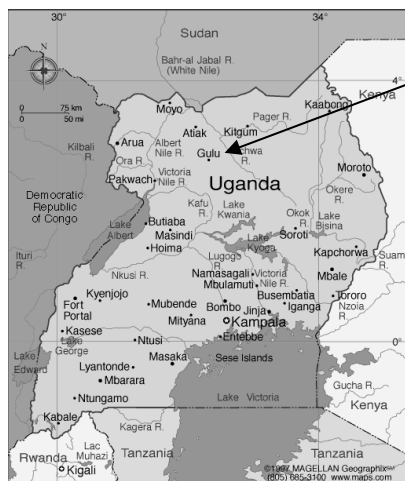 30
34
Sudan
Bahr-al Jabal R.
(White Nile)
N
4
Kenya
0 75 km
0 50 mi
Moyo
Kaabong
Atiak
Kitgum
Pager R.
Kilbali
R.
Arua
Albert
Nile R.
Gulu
chwa
R.
Ora R.
Moroto
Pakwach
Victoria
Nile R.
Uganda
Okere
R.
Democratic
Republic
of Congo
Kafu
R.
Lake
Kwania
Okok
R.
Lake
Bisina
Butiaba
Lake
Albert
Masindi
Soroti
Hoima
Lake
Kyoga
Kapchorwa
Ituri
R.
Lugogo
R.
Suam
R.
Nkusi R.
Namasagali
Victoria
Nile R.
Mbale
Mbulamuti
Fort
Portal
Kyenjojo
Mubende
Bombo
Busembatia
Tororo
Jinja
Iganga
Nzoia
R.
Mityana
Kampala
Kasese
Lake
George
Ntusi
Entebbe
0
Masaka
Sese Islands
Lake
Edward
Lyantonde
Mbarara
Gucha R.
Ntungamo
Lake Victoria
Kenya
Kabale
Kagera R.
Lac
Muhazi
Tanzania
Tanzania
Rwanda
Kigali
©1997 MAGELLAN Geographix℠
(805) 685-3100 www.maps.com